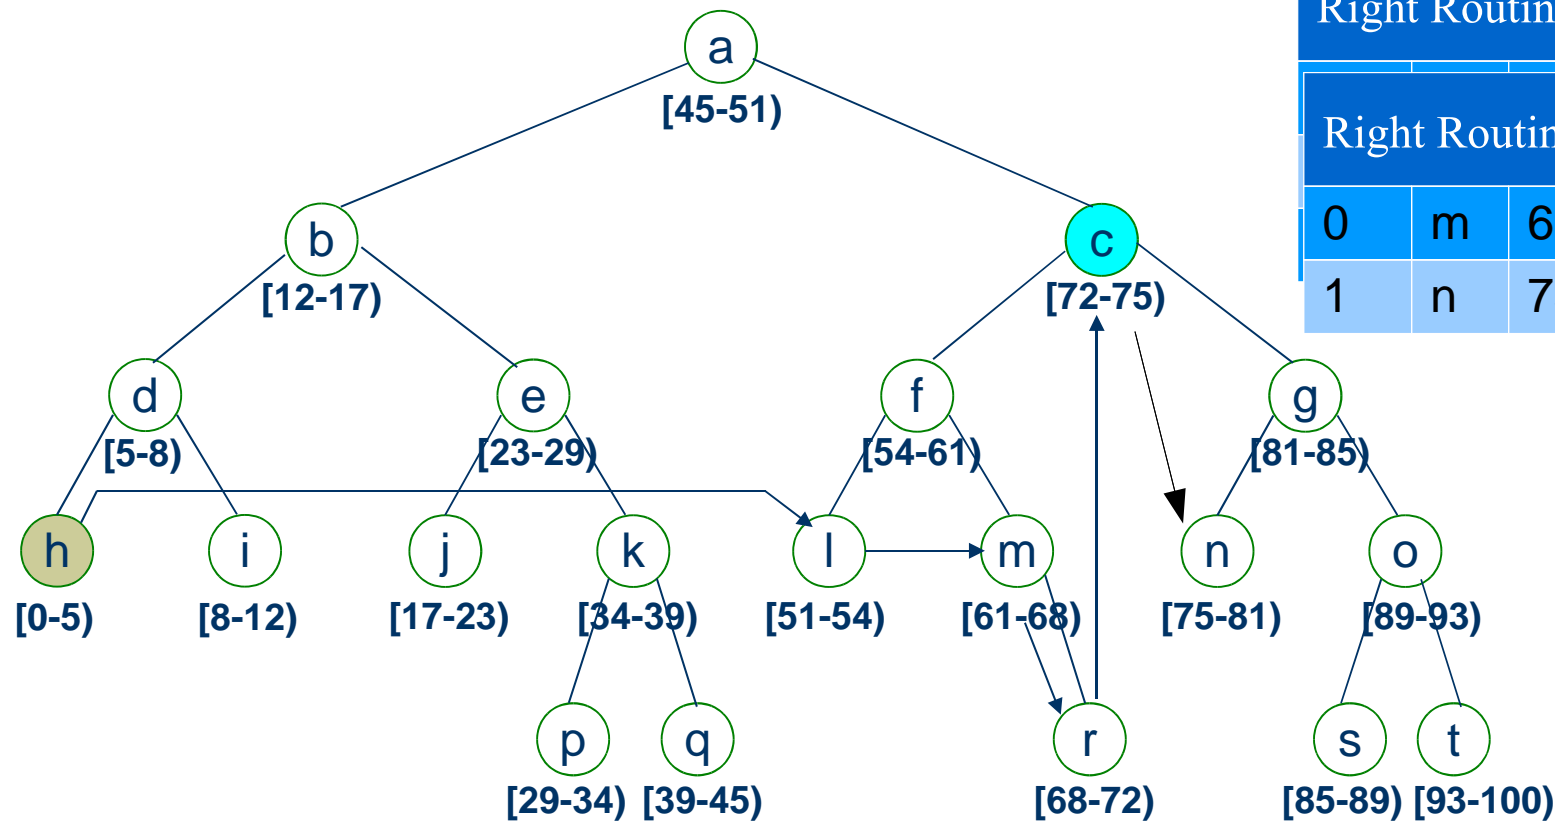 Right Routin
a
[45-51)
Right Routin
0 m 6
1 n 7
b
[12-17)
c
[72-75)
d
[5-8)
e
[23-29)
f
[54-61)
g
[81-85)
h
[0-5)
i
[8-12)
j
[17-23)
k
[34-39)
l
[51-54)
m
[61-68)
n
[75-81)
o
[89-93)
p
[29-34)
q
[39-45)
r
[68-72)
s
[85-89)
t
[93-100)